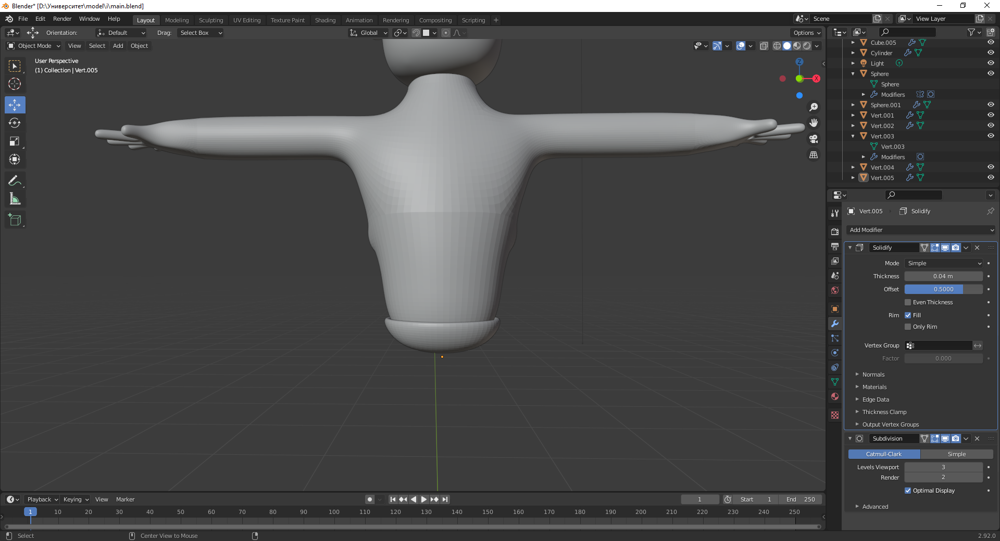 Blender* [D:\Университет\model\i\main.blend]
File Edit Render Window Help
Layout Modeling Sculpting UV Editing Texture Paint Shading Animation Rendering Compositing Scripting +
Scene View Layer
Orientation: Default Drag: Select Box Global Options
Object Mode View Select Add Object
User Perspective
(1) Collection | Vert.005
Z
X
Cube.005
Cylinder
Light
Sphere
Sphere
Modifiers
Sphere.001
Vert.001
Vert.002
Vert.003
Vert.003
Modifiers
Vert.004
Vert.005
Vert.005 Solidify
Add Modifier
Solidify
Mode Simple
Thickness 0.04 m
Offset 0.5000
Even Thickness
Rim Fill
Only Rim
Vertex Group
Factor 0.000
Normals
Materials
Edge Data
Thickness Clamp
Output Vertex Groups
Subdivision
Catmull-Clark Simple
Levels Viewport 3
Render 2
Optimal Display
Advanced
Playback Keying View Marker 1 Start 1 End 250
1 10 20 30 40 50 60 70 80 90 100 110 120 130 140 150 160 170 180 190 200 210 220 230 240 250
Select Center View to Mouse 2.92.0